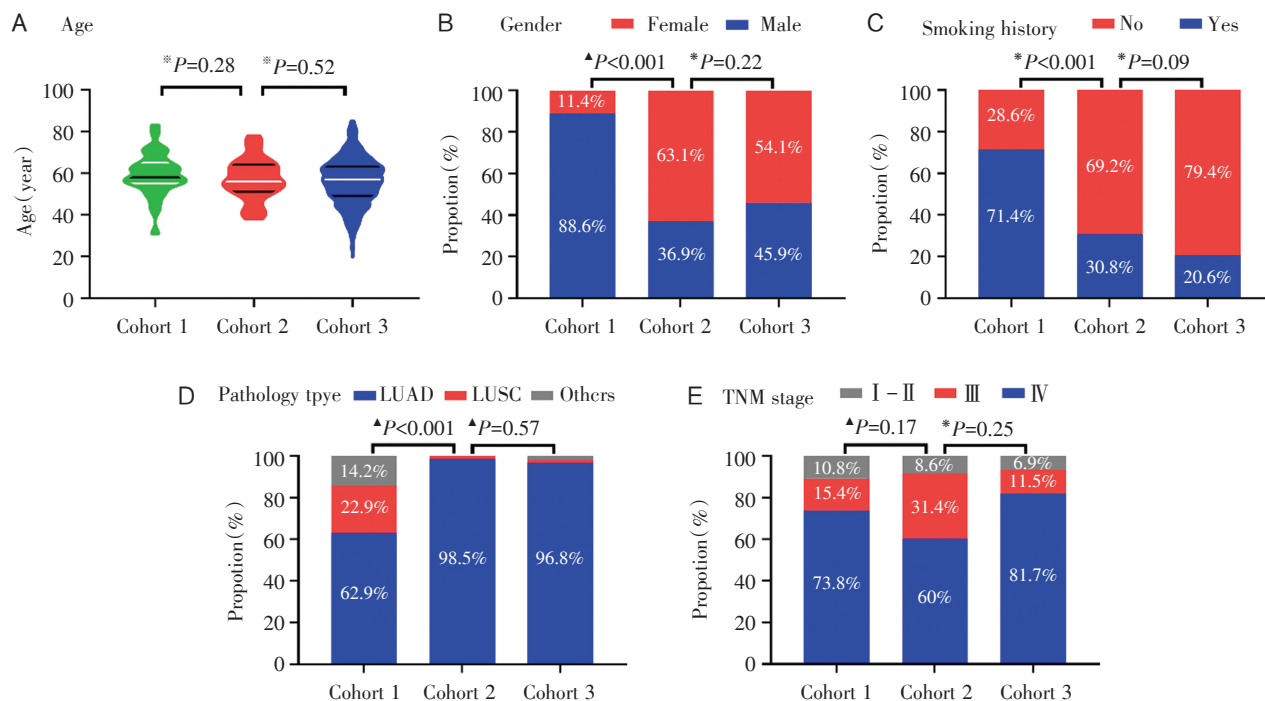 A Age
※P=0.28 ※P=0.52
100
80
60
40
20
0
Age(year)
Cohort 1 Cohort 2 Cohort 3
B Gender Female Male
▲P<0.001 *P=0.22
100
80
60
40
20
0
Propotion(%)
11.4% 63.1% 54.1%
88.6% 36.9% 45.9%
Cohort 1 Cohort 2 Cohort 3
C Smoking history No Yes
*P<0.001 *P=0.09
100
80
60
40
20
0
Propotion(%)
28.6% 69.2% 79.4%
71.4% 30.8% 20.6%
Cohort 1 Cohort 2 Cohort 3
D Pathology tpye LUAD LUSC Others
▲P<0.001 ▲P=0.57
100
80
60
40
20
0
Propotion(%)
14.2%
22.9%
62.9% 98.5% 96.8%
Cohort 1 Cohort 2 Cohort 3
E TNM stage Ⅰ-Ⅱ Ⅲ Ⅳ
▲P=0.17 *P=0.25
100
80
60
40
20
0
Propotion(%)
10.8% 8.6% 6.9%
15.4% 31.4% 11.5%
73.8% 60% 81.7%
Cohort 1 Cohort 2 Cohort 3